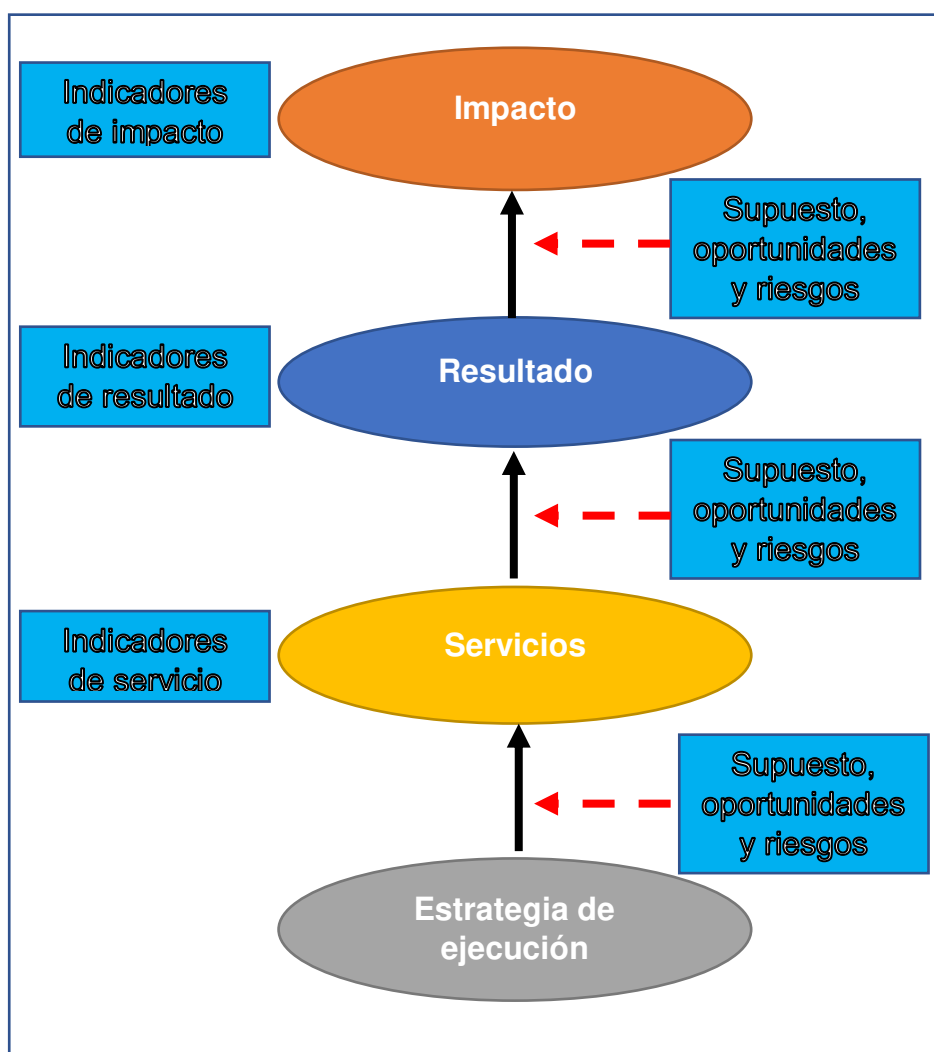 Indicadores
de impacto
Impacto
Supuesto,
oportunidades
y riesgos
Indicadores
de resultado
Resultado
Supuesto,
oportunidades
y riesgos
Indicadores
de servicio
Servicios
Supuesto,
oportunidades
y riesgos
Estrategia de
ejecución